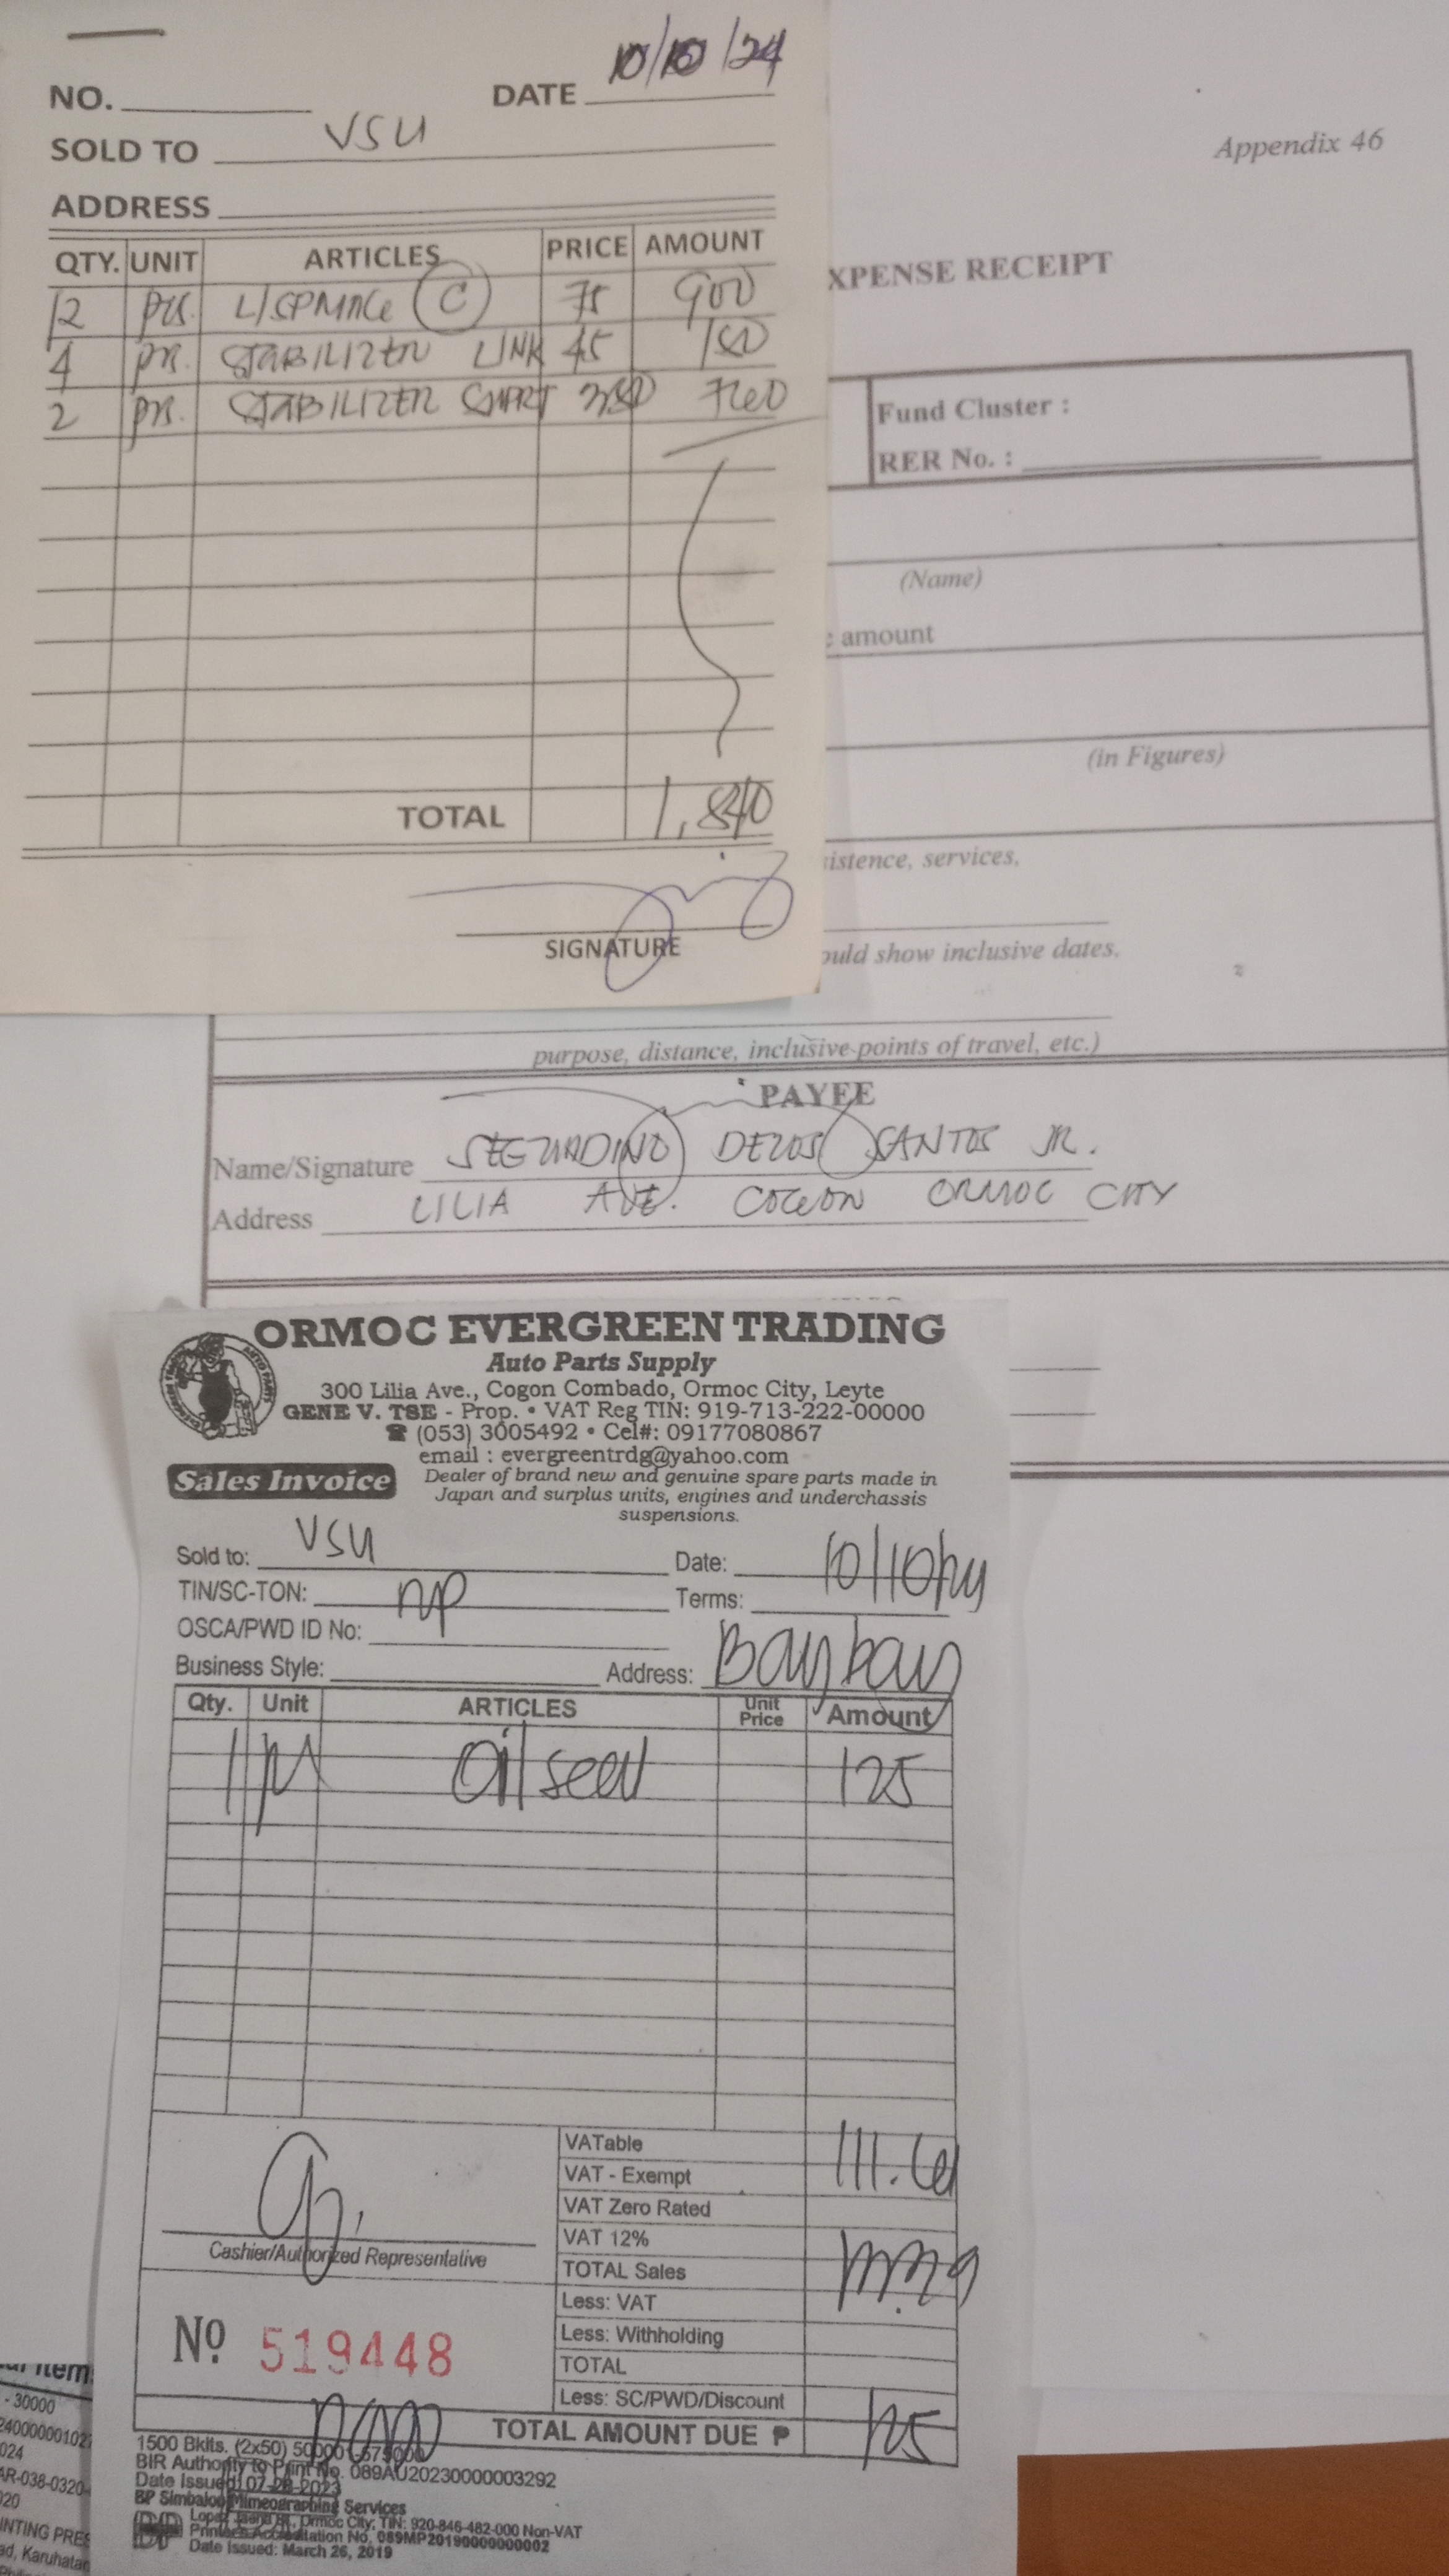 NO. DATE 10/10/24
SOLD TO VSU
ADDRESS
QTY. UNIT ARTICLES PRICE AMOUNT
12 75 900
4 STABILIZER LINK 45 180
2 STABILIZER 380 760
TOTAL 1,840
SIGNATURE
Appendix 46
XPENSE RECEIPT
Fund Cluster :
RER No. :
(Name)
amount
(in Figures)
istence, services,
ould show inclusive dates,
purpose, distance, inclusive points of travel, etc.)
PAYEE
Name/Signature DELOS SANTOS JR.
Address LILIA AVE. COGON ORMOC CITY
ORMOC EVERGREEN TRADING
Auto Parts Supply
300 Lilia Ave., Cogon Combado, Ormoc City, Leyte
GENE V. TSE - Prop. • VAT Reg TIN: 919-713-222-00000
☎ (053) 3005492 • Cel#: 09177080867
email : evergreentrdg@yahoo.com
Sales Invoice
Dealer of brand new and genuine spare parts made in
Japan and surplus units, engines and underchassis
suspensions.
Sold to: VSU Date: 10/10/24
TIN/SC-TON: Terms:
OSCA/PWD ID No:
Business Style: Address: Baybay
Qty. Unit ARTICLES Unit Price Amount
1 Oil seal 125
VATable 111.61
VAT - Exempt
VAT Zero Rated
VAT 12%
Cashier/Authorized Representative
TOTAL Sales
Less: VAT
Less: Withholding
Nº 519448
TOTAL
Less: SC/PWD/Discount
TOTAL AMOUNT DUE ₱ 125
1500 Bklts. (2x50)
BIR Authority to Print No. 089AU20230000003292
Date Issued: 07-28-2023
BP Simbalo Mimeographing Services
Ormoc City, TIN: 920-846-482-000 Non-VAT
Printer's Accreditation No. 089MP20190000000002
Date Issued: March 26, 2019
- 30000
024
020
INTING PRES
ad, Karuhatan